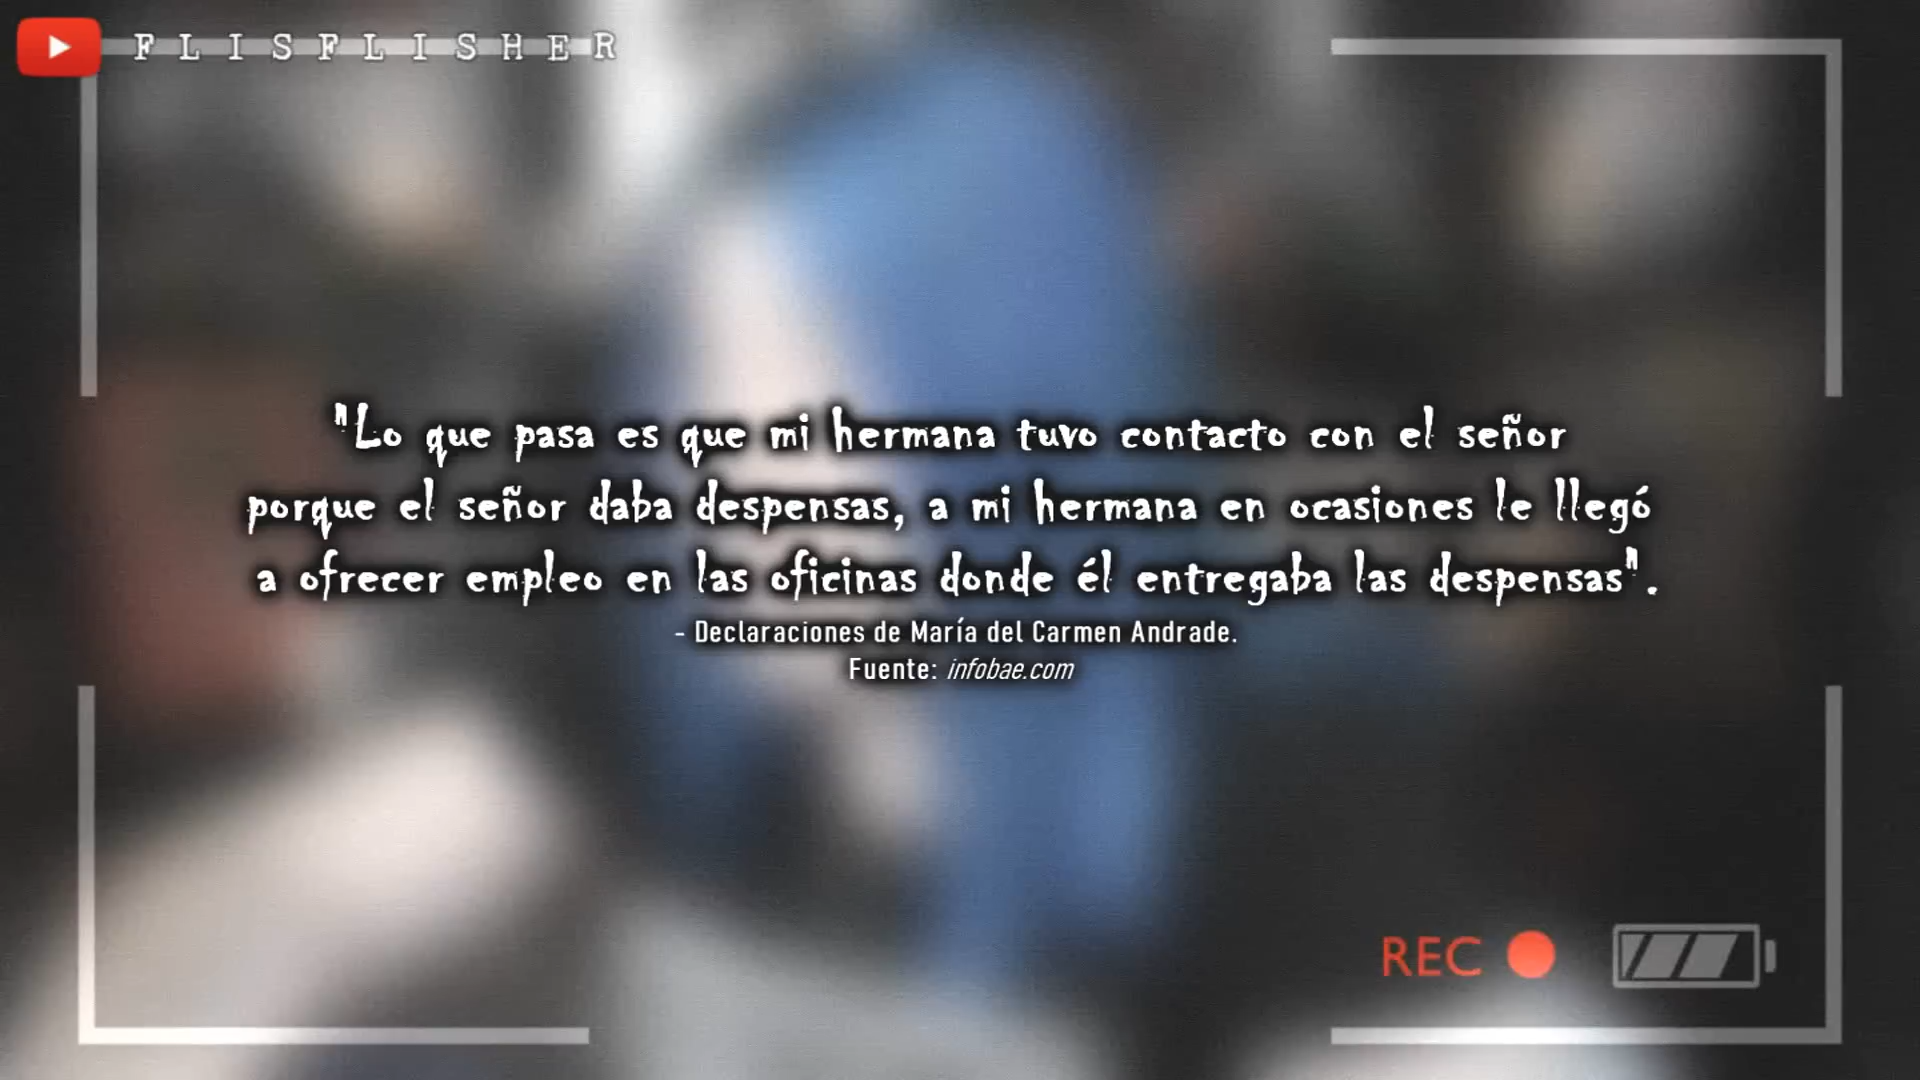 FLISFLISHER
"Lo que pasa es que mi hermana tuvo contacto con el señor
porque el señor daba despensas, a mi hermana en ocasiones le llegó
a ofrecer empleo en las oficinas donde él entregaba las despensas".
- Declaraciones de María del Carmen Andrade.
Fuente: infobae.com
REC